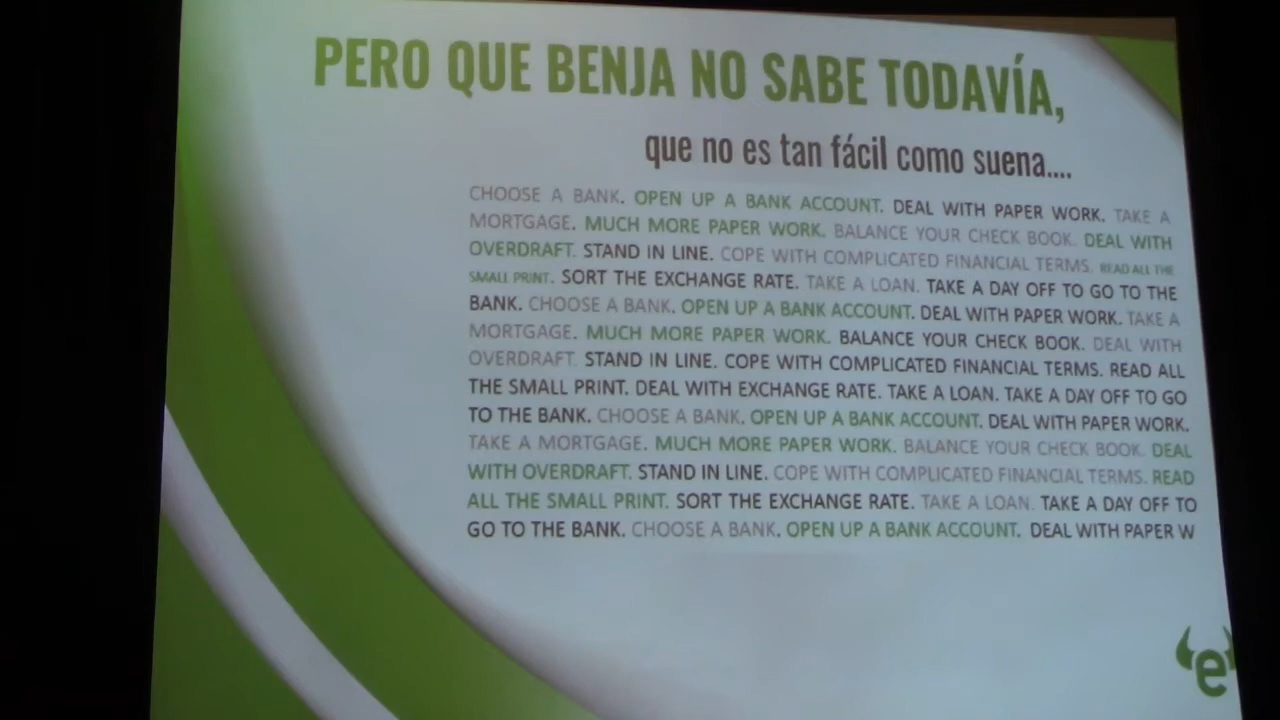 PERO QUE BENJA NO SABE TODAVÍA,
que no es tan fácil como suena....
CHOOSE A BANK. OPEN UP A BANK ACCOUNT. DEAL WITH PAPER WORK. TAKE A
MORTGAGE. MUCH MORE PAPER WORK. BALANCE YOUR CHECK BOOK. DEAL WITH
OVERDRAFT. STAND IN LINE. COPE WITH COMPLICATED FINANCIAL TERMS. READ ALL THE
SMALL PRINT. SORT THE EXCHANGE RATE. TAKE A LOAN. TAKE A DAY OFF TO GO TO THE
BANK. CHOOSE A BANK. OPEN UP A BANK ACCOUNT. DEAL WITH PAPER WORK. TAKE A
MORTGAGE. MUCH MORE PAPER WORK. BALANCE YOUR CHECK BOOK. DEAL WITH
OVERDRAFT. STAND IN LINE. COPE WITH COMPLICATED FINANCIAL TERMS. READ ALL
THE SMALL PRINT. DEAL WITH EXCHANGE RATE. TAKE A LOAN. TAKE A DAY OFF TO GO
TO THE BANK. CHOOSE A BANK. OPEN UP A BANK ACCOUNT. DEAL WITH PAPER WORK.
TAKE A MORTGAGE. MUCH MORE PAPER WORK. BALANCE YOUR CHECK BOOK. DEAL
WITH OVERDRAFT. STAND IN LINE. COPE WITH COMPLICATED FINANCIAL TERMS. READ
ALL THE SMALL PRINT. SORT THE EXCHANGE RATE. TAKE A LOAN. TAKE A DAY OFF TO
GO TO THE BANK. CHOOSE A BANK. OPEN UP A BANK ACCOUNT. DEAL WITH PAPER W
e